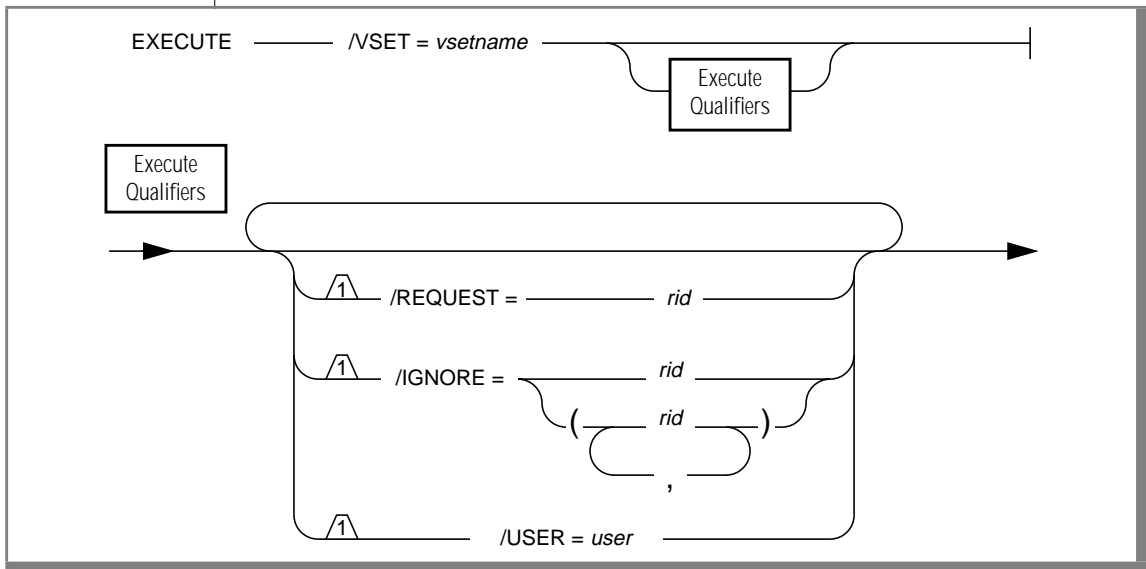 EXECUTE /VSET = vsetname
Execute
Qualifiers
Execute
Qualifiers
1 /REQUEST = rid
1 /IGNORE = rid
( rid )
,
1 /USER = user